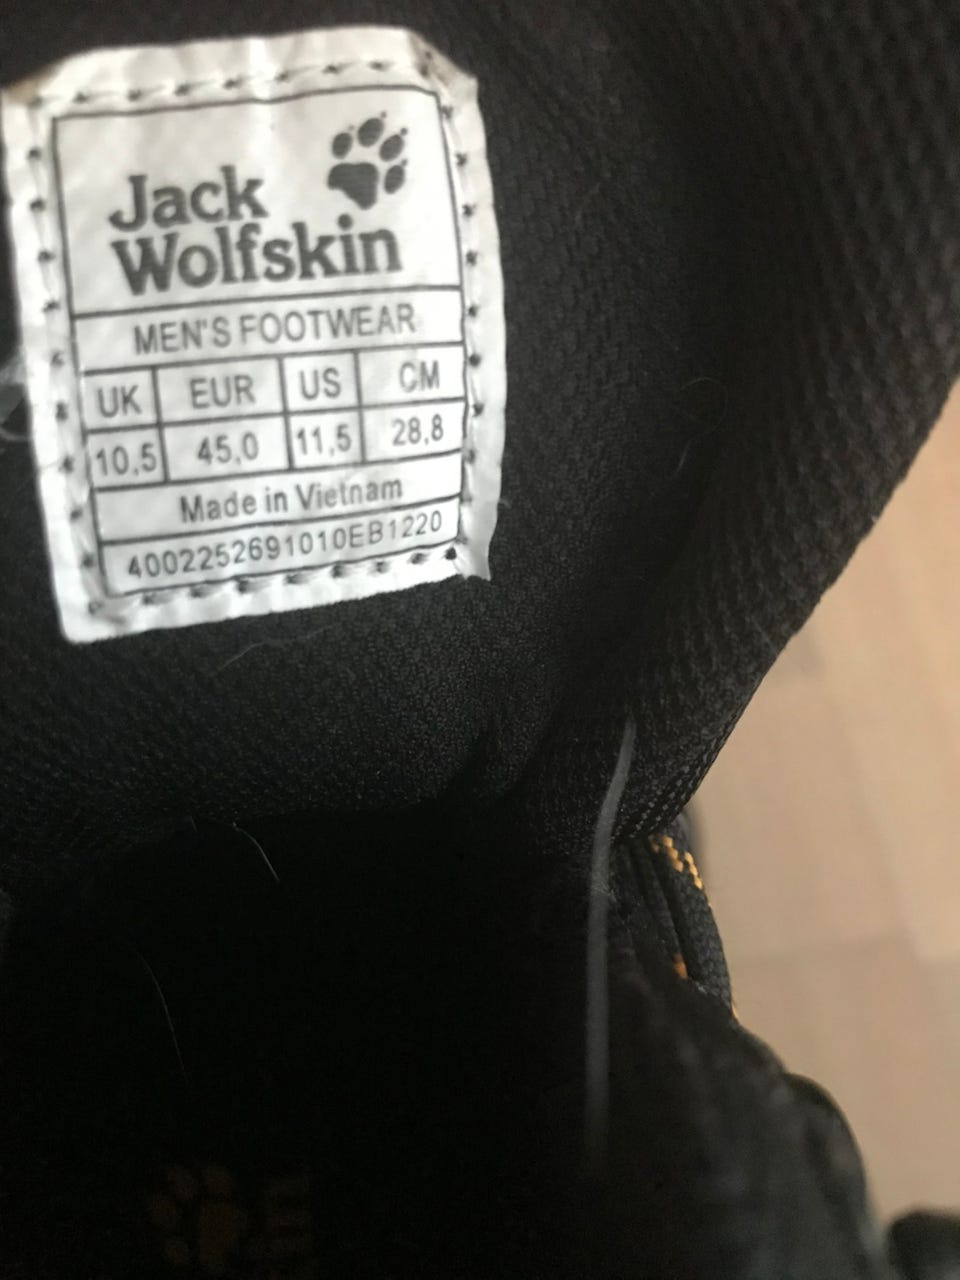 Jack
Wolfskin
MEN'S FOOTWEAR
UK EUR US CM
10,5 45,0 11,5 28,8
Made in Vietnam
4002252691010EB1220